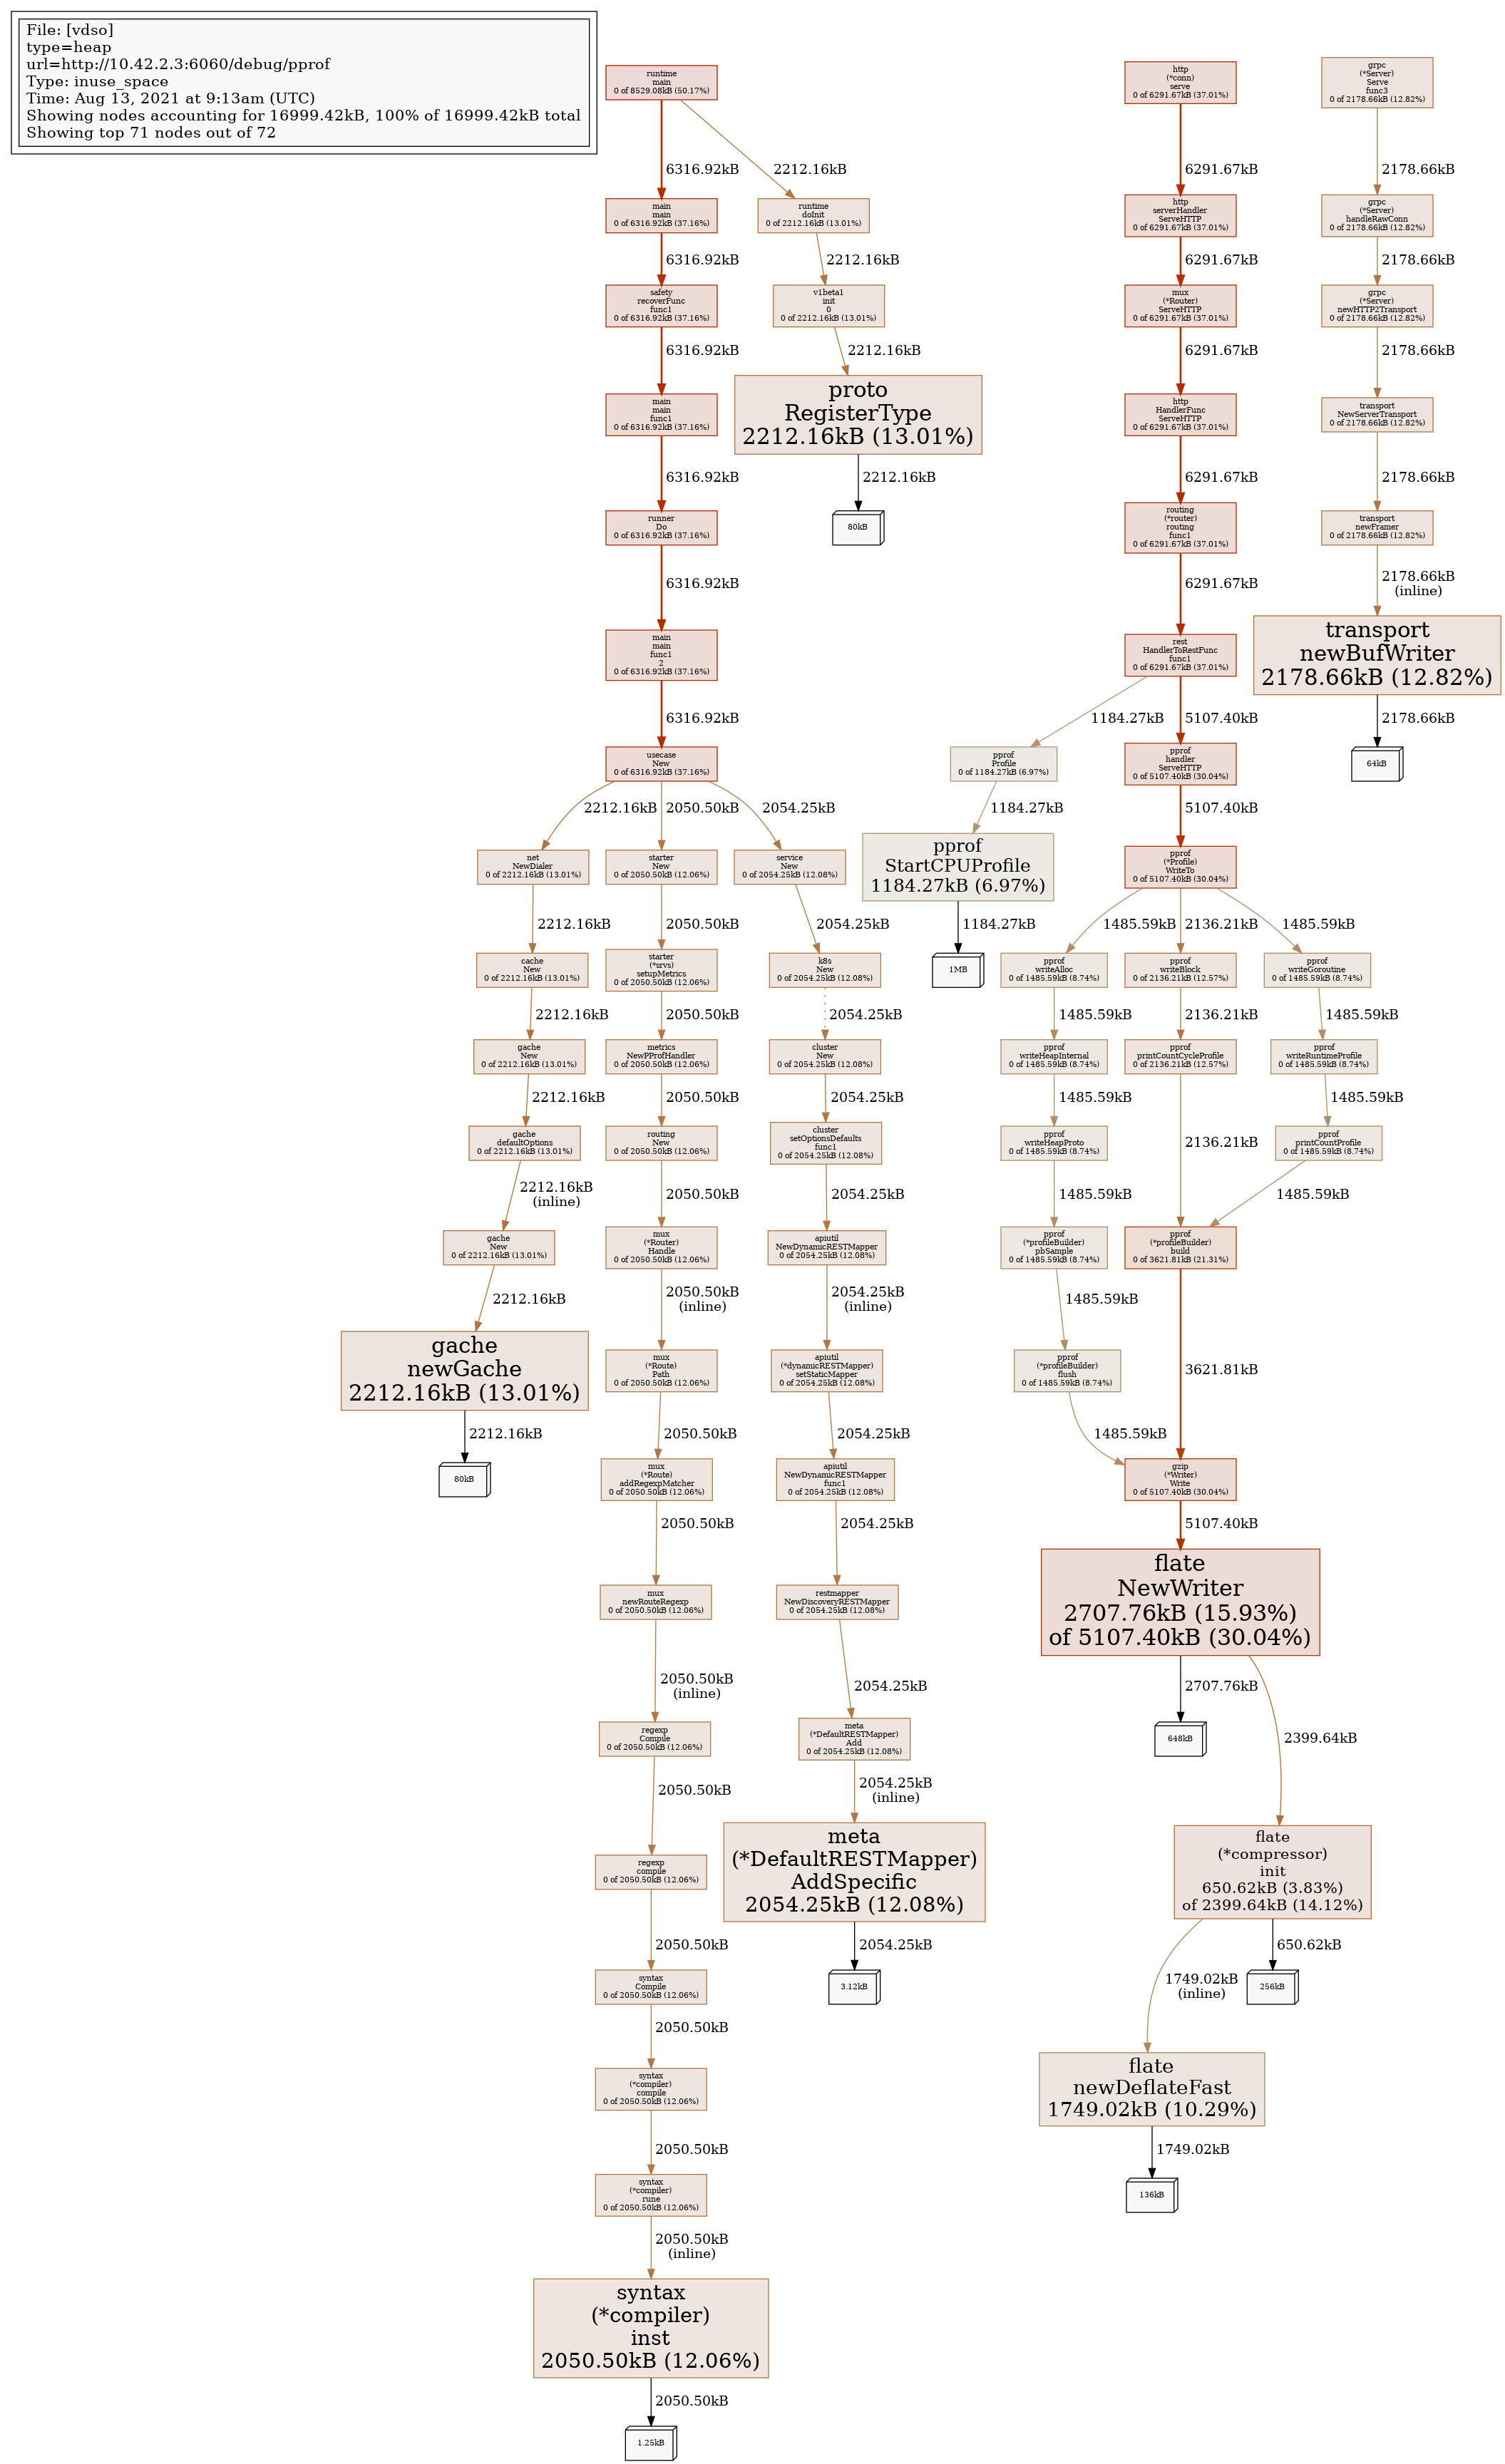 File: [vdso]
type=heap
url=http://10.42.2.3:6060/debug/pprof
Type: inuse_space
Time: Aug 13, 2021 at 9:13am (UTC)
Showing nodes accounting for 16999.42kB, 100% of 16999.42kB total
Showing top 71 nodes out of 72
runtime
main
0 of 8529.08kB (50.17%)
6316.92kB
2212.16kB
main
main
0 of 6316.92kB (37.16%)
6316.92kB
safety
recoverFunc
func1
0 of 6316.92kB (37.16%)
6316.92kB
main
main
func1
0 of 6316.92kB (37.16%)
6316.92kB
runner
Do
0 of 6316.92kB (37.16%)
6316.92kB
main
main
func1
2
0 of 6316.92kB (37.16%)
6316.92kB
usecase
New
0 of 6316.92kB (37.16%)
2212.16kB
2050.50kB
2054.25kB
runtime
doInit
0 of 2212.16kB (13.01%)
2212.16kB
v1beta1
init
0
0 of 2212.16kB (13.01%)
2212.16kB
proto
RegisterType
2212.16kB (13.01%)
2212.16kB
80kB
net
NewDialer
0 of 2212.16kB (13.01%)
2212.16kB
cache
New
0 of 2212.16kB (13.01%)
2212.16kB
gache
New
0 of 2212.16kB (13.01%)
2212.16kB
gache
defaultOptions
0 of 2212.16kB (13.01%)
2212.16kB
(inline)
gache
New
0 of 2212.16kB (13.01%)
2212.16kB
gache
newGache
2212.16kB (13.01%)
2212.16kB
80kB
starter
New
0 of 2050.50kB (12.06%)
2050.50kB
starter
(*srvs)
setupMetrics
0 of 2050.50kB (12.06%)
2050.50kB
metrics
NewPProfHandler
0 of 2050.50kB (12.06%)
2050.50kB
routing
New
0 of 2050.50kB (12.06%)
2050.50kB
mux
(*Router)
Handle
0 of 2050.50kB (12.06%)
2050.50kB
(inline)
mux
(*Route)
Path
0 of 2050.50kB (12.06%)
2050.50kB
mux
(*Route)
addRegexpMatcher
0 of 2050.50kB (12.06%)
2050.50kB
mux
newRouteRegexp
0 of 2050.50kB (12.06%)
2050.50kB
(inline)
regexp
Compile
0 of 2050.50kB (12.06%)
2050.50kB
regexp
compile
0 of 2050.50kB (12.06%)
2050.50kB
syntax
Compile
0 of 2050.50kB (12.06%)
2050.50kB
syntax
(*compiler)
compile
0 of 2050.50kB (12.06%)
2050.50kB
syntax
(*compiler)
rune
0 of 2050.50kB (12.06%)
2050.50kB
(inline)
syntax
(*compiler)
inst
2050.50kB (12.06%)
2050.50kB
1.25kB
service
New
0 of 2054.25kB (12.08%)
2054.25kB
k8s
New
0 of 2054.25kB (12.08%)
2054.25kB
cluster
New
0 of 2054.25kB (12.08%)
2054.25kB
cluster
setOptionsDefaults
func1
0 of 2054.25kB (12.08%)
2054.25kB
apiutil
NewDynamicRESTMapper
0 of 2054.25kB (12.08%)
2054.25kB
(inline)
apiutil
(*dynamicRESTMapper)
setStaticMapper
0 of 2054.25kB (12.08%)
2054.25kB
apiutil
NewDynamicRESTMapper
func1
0 of 2054.25kB (12.08%)
2054.25kB
restmapper
NewDiscoveryRESTMapper
0 of 2054.25kB (12.08%)
2054.25kB
meta
(*DefaultRESTMapper)
Add
0 of 2054.25kB (12.08%)
2054.25kB
(inline)
meta
(*DefaultRESTMapper)
AddSpecific
2054.25kB (12.08%)
2054.25kB
3.12kB
http
(*conn)
serve
0 of 6291.67kB (37.01%)
6291.67kB
http
serverHandler
ServeHTTP
0 of 6291.67kB (37.01%)
6291.67kB
mux
(*Router)
ServeHTTP
0 of 6291.67kB (37.01%)
6291.67kB
http
HandlerFunc
ServeHTTP
0 of 6291.67kB (37.01%)
6291.67kB
routing
(*router)
routing
func1
0 of 6291.67kB (37.01%)
6291.67kB
rest
HandlerToRestFunc
func1
0 of 6291.67kB (37.01%)
1184.27kB
5107.40kB
pprof
Profile
0 of 1184.27kB (6.97%)
1184.27kB
pprof
StartCPUProfile
1184.27kB (6.97%)
1184.27kB
1MB
pprof
handler
ServeHTTP
0 of 5107.40kB (30.04%)
5107.40kB
pprof
(*Profile)
WriteTo
0 of 5107.40kB (30.04%)
1485.59kB
2136.21kB
1485.59kB
pprof
writeAlloc
0 of 1485.59kB (8.74%)
1485.59kB
pprof
writeHeapInternal
0 of 1485.59kB (8.74%)
1485.59kB
pprof
writeHeapProto
0 of 1485.59kB (8.74%)
1485.59kB
pprof
(*profileBuilder)
pbSample
0 of 1485.59kB (8.74%)
1485.59kB
pprof
(*profileBuilder)
flush
0 of 1485.59kB (8.74%)
1485.59kB
pprof
writeBlock
0 of 2136.21kB (12.57%)
2136.21kB
pprof
printCountCycleProfile
0 of 2136.21kB (12.57%)
2136.21kB
pprof
writeGoroutine
0 of 1485.59kB (8.74%)
1485.59kB
pprof
writeRuntimeProfile
0 of 1485.59kB (8.74%)
1485.59kB
pprof
printCountProfile
0 of 1485.59kB (8.74%)
1485.59kB
pprof
(*profileBuilder)
build
0 of 3621.81kB (21.31%)
3621.81kB
gzip
(*Writer)
Write
0 of 5107.40kB (30.04%)
5107.40kB
flate
NewWriter
2707.76kB (15.93%)
of 5107.40kB (30.04%)
2707.76kB
648kB
2399.64kB
flate
(*compressor)
init
650.62kB (3.83%)
of 2399.64kB (14.12%)
1749.02kB
(inline)
650.62kB
256kB
flate
newDeflateFast
1749.02kB (10.29%)
1749.02kB
136kB
grpc
(*Server)
Serve
func3
0 of 2178.66kB (12.82%)
2178.66kB
grpc
(*Server)
handleRawConn
0 of 2178.66kB (12.82%)
2178.66kB
grpc
(*Server)
newHTTP2Transport
0 of 2178.66kB (12.82%)
2178.66kB
transport
NewServerTransport
0 of 2178.66kB (12.82%)
2178.66kB
transport
newFramer
0 of 2178.66kB (12.82%)
2178.66kB
(inline)
transport
newBufWriter
2178.66kB (12.82%)
2178.66kB
64kB